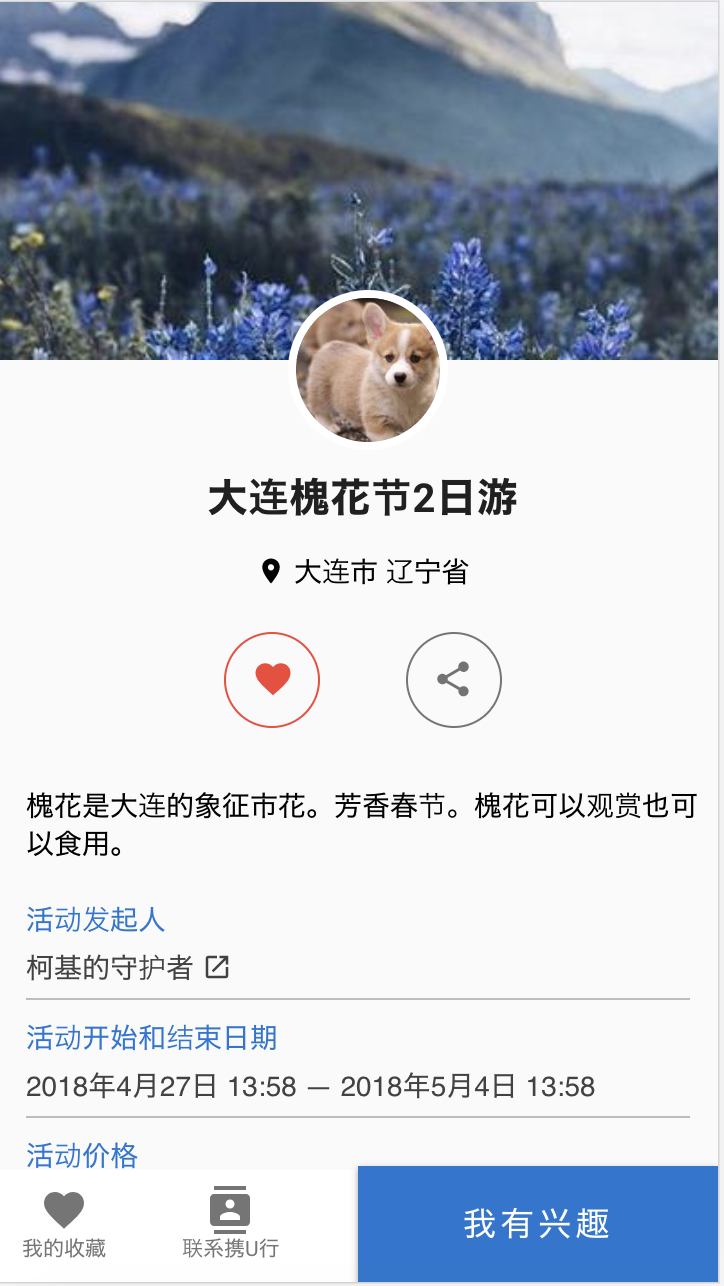 大连槐花节2日游
大连市 辽宁省
槐花是大连的象征市花。芳香春节。槐花可以观赏也可
以食用。
活动发起人
柯基的守护者
活动开始和结束日期
2018年4月27日 13:58 — 2018年5月4日 13:58
活动价格
我的收藏
联系携U行
我有兴趣